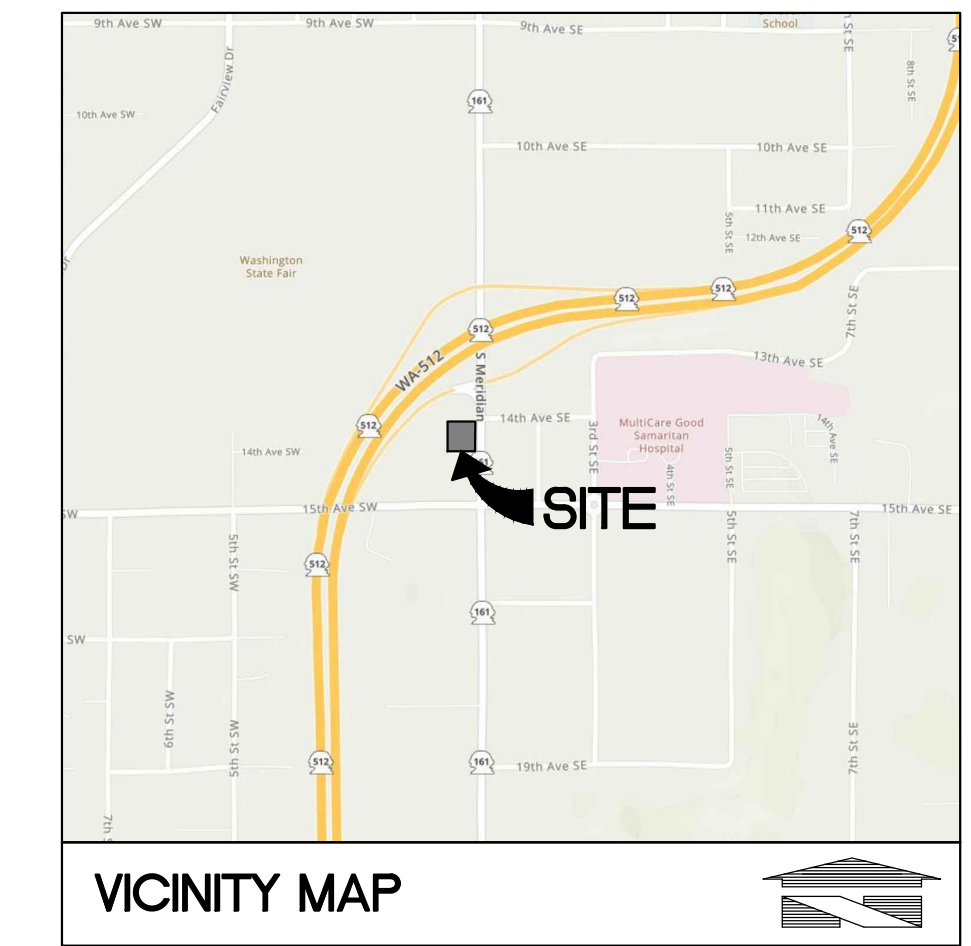 9th Ave SW
9th Ave SW
9th Ave SE
School
8th St SE
Fairview Dr
161
10th Ave SW
10th Ave SE
10th Ave SE
11th Ave SE
5th St SE
12th Ave SE
512
Washington
State Fair
512
512
512
WA-512
S Meridian
7th St SE
13th Ave SE
512
14th Ave SE
3rd St SE
MultiCare Good
Samaritan
Hospital
4th St SE
5th St SE
14th Ave SE
14th Ave SW
SITE
SW
15th Ave SW
15th Ave SE
512
5th St SW
5th St SE
7th St SE
161
SW
6th St SW
5th St SW
7th St SE
512
161
19th Ave SE
VICINITY MAP